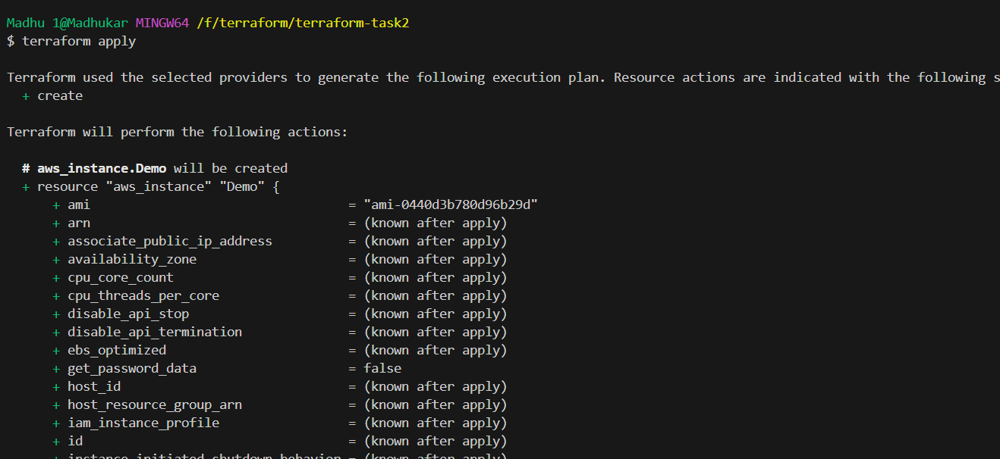 Madhu 1@Madhukar MINGW64 /f/terraform/terraform-task2
$ terraform apply
Terraform used the selected providers to generate the following execution plan. Resource actions are indicated with the following s
+ create
Terraform will perform the following actions:
# aws_instance.Demo will be created
+ resource "aws_instance" "Demo" {
+ ami = "ami-0440d3b780d96b29d"
+ arn = (known after apply)
+ associate_public_ip_address = (known after apply)
+ availability_zone = (known after apply)
+ cpu_core_count = (known after apply)
+ cpu_threads_per_core = (known after apply)
+ disable_api_stop = (known after apply)
+ disable_api_termination = (known after apply)
+ ebs_optimized = (known after apply)
+ get_password_data = false
+ host_id = (known after apply)
+ host_resource_group_arn = (known after apply)
+ iam_instance_profile = (known after apply)
+ id = (known after apply)
+ instance_initiated_shutdown_behavior = (known after apply)